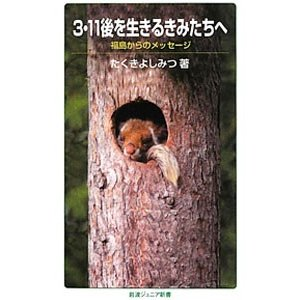 3・11後を生きるきみたちへ
福島からのメッセージ
たくきよしみつ 著
岩波ジュニア新書